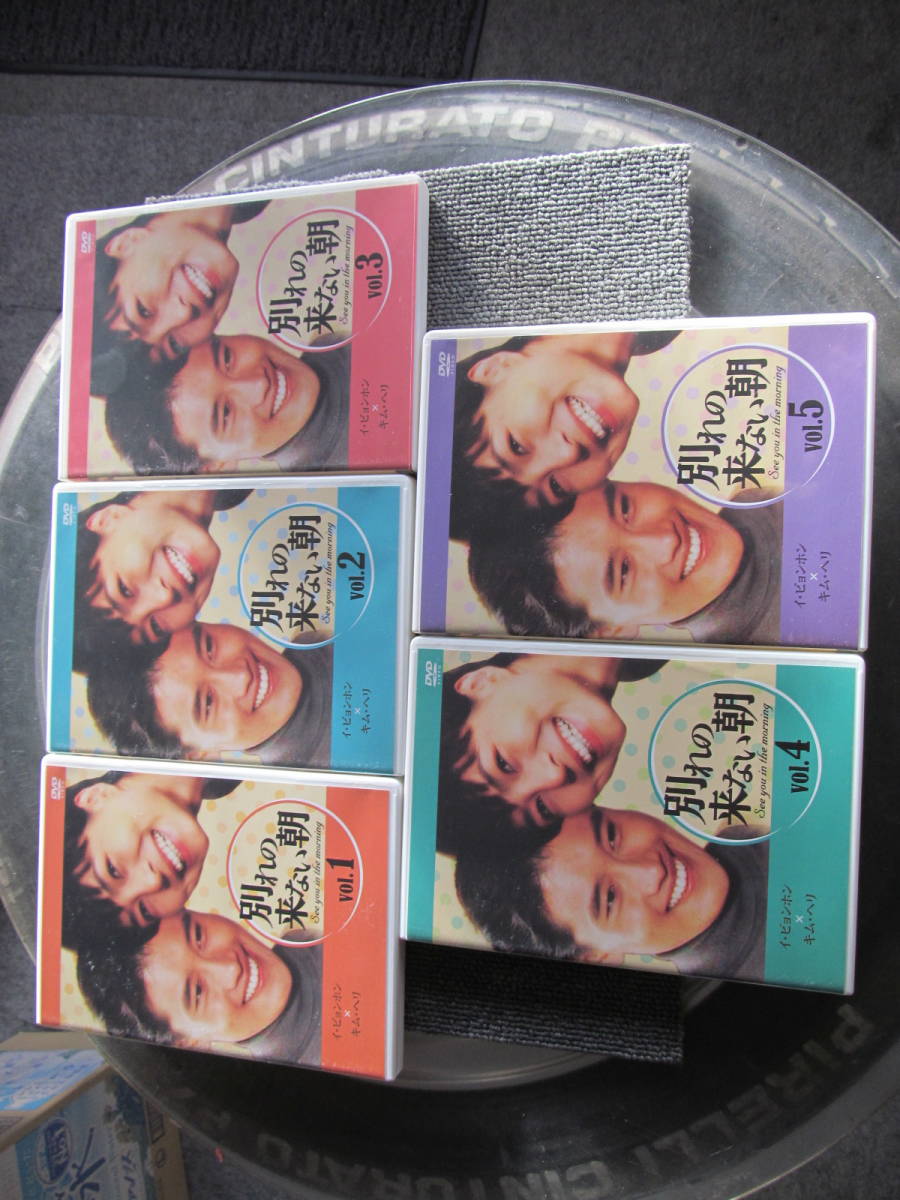 CINTURATO
DVD
別れの
来ない朝
See you in the morning
vol.3
イ・ビョンホン
×
キム・ヘリ
DVD
別れの
来ない朝
See you in the morning
vol.2
イ・ビョンホン
×
キム・ヘリ
DVD
別れの
来ない朝
See you in the morning
vol.1
イ・ビョンホン
×
キム・ヘリ
DVD
VIDEO
別れの
来ない朝
See you in the morning
vol.5
イ・ビョンホン
×
キム・ヘリ
DVD
VIDEO
別れの
来ない朝
See you in the morning
vol.4
イ・ビョンホン
×
キム・ヘリ
PIRELLI CINTURATO